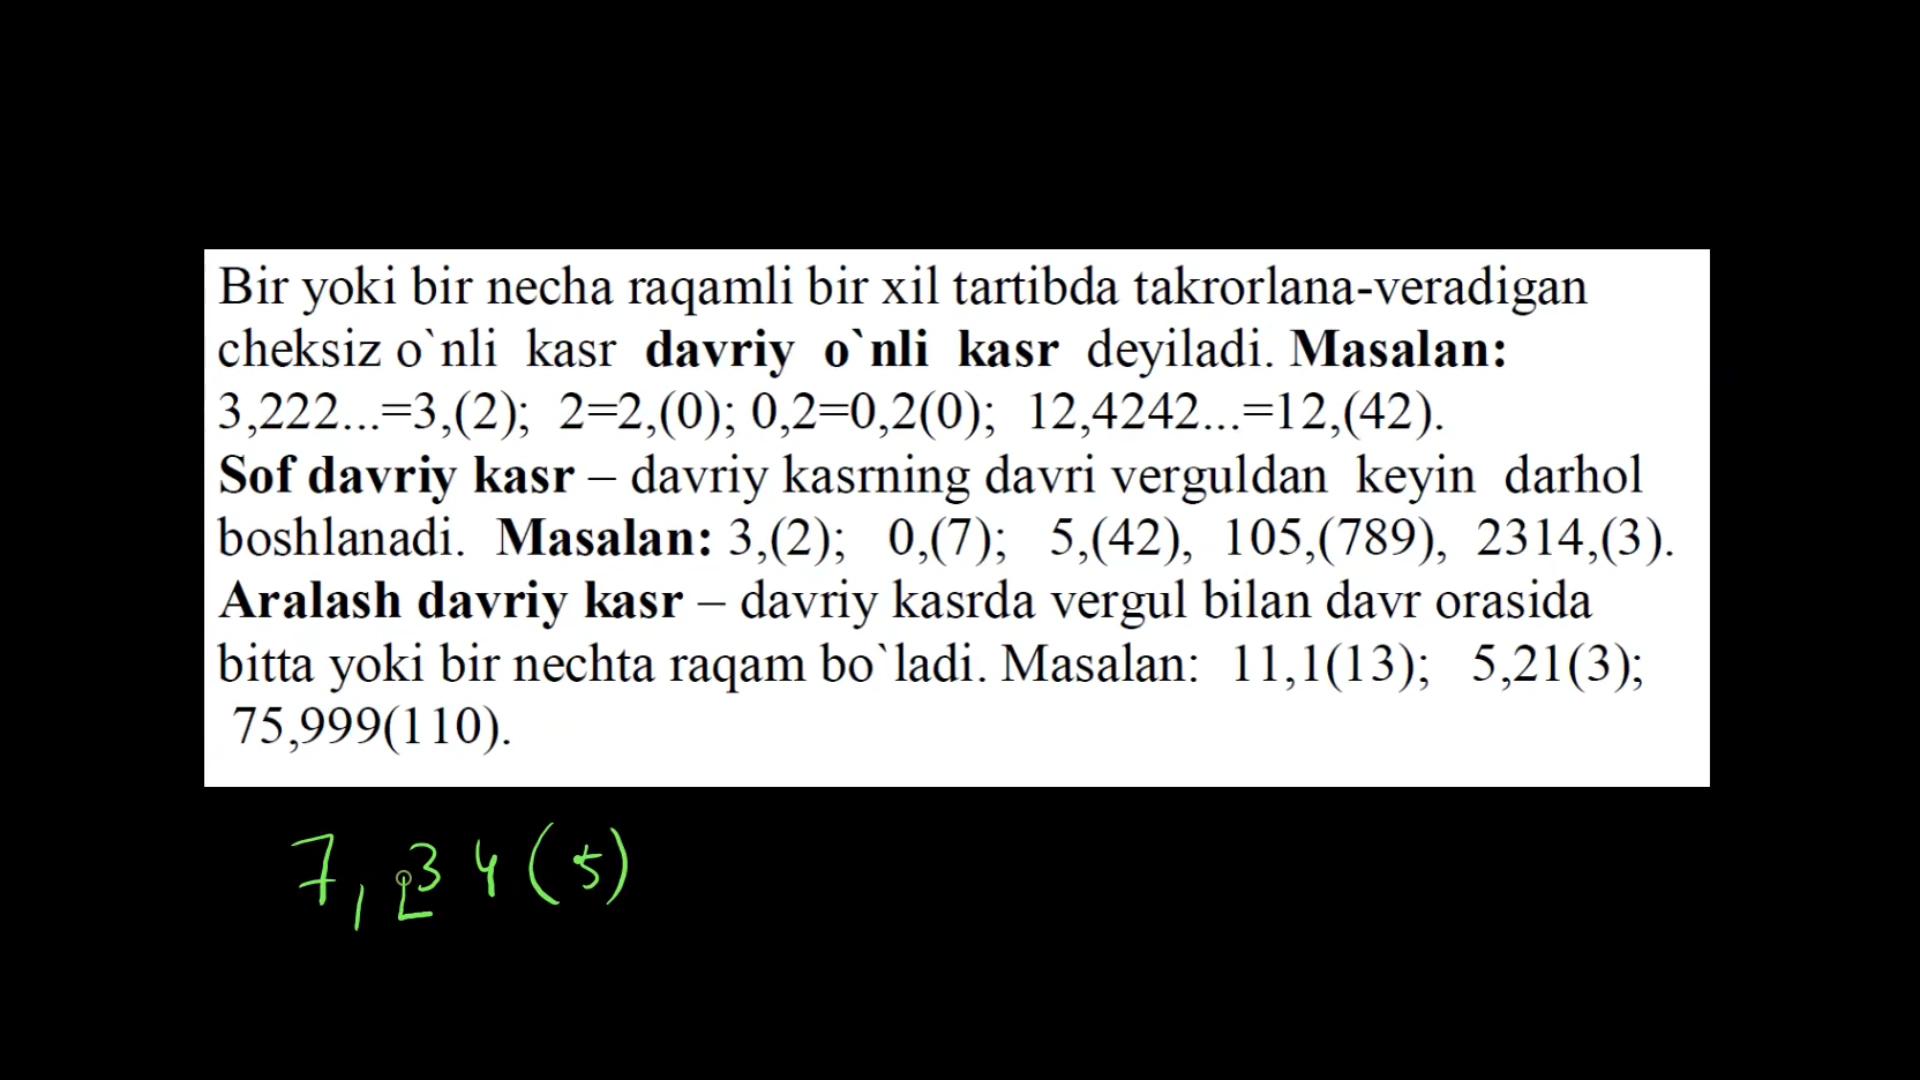 Bir yoki bir necha raqamli bir xil tartibda takrorlana-veradigan
cheksiz o`nli kasr davriy o`nli kasr deyiladi. Masalan:
3,222...=3,(2); 2=2,(0); 0,2=0,2(0); 12,4242...=12,(42).
Sof davriy kasr – davriy kasrning davri verguldan keyin darhol
boshlanadi. Masalan: 3,(2); 0,(7); 5,(42), 105,(789), 2314,(3).
Aralash davriy kasr – davriy kasrda vergul bilan davr orasida
bitta yoki bir nechta raqam bo`ladi. Masalan: 11,1(13); 5,21(3);
75,999(110).
7,34(5)